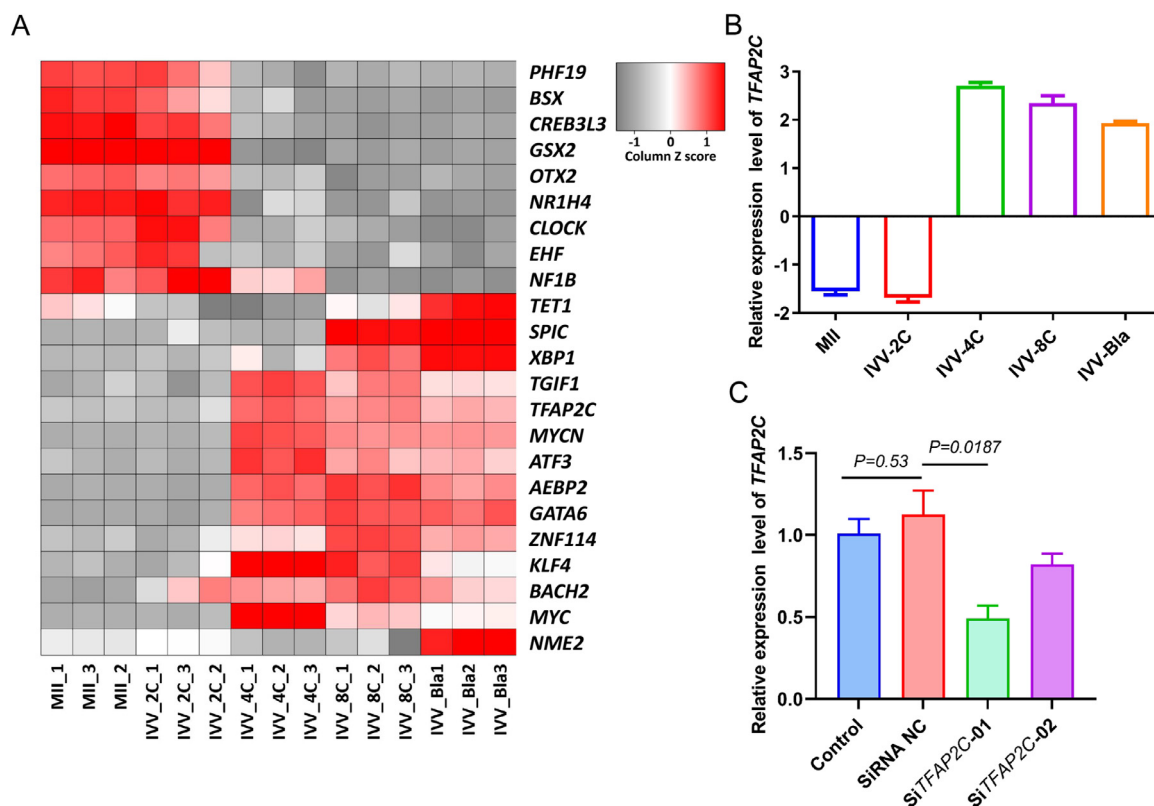 A
PHF19
BSX
CREB3L3
GSX2
OTX2
NR1H4
CLOCK
EHF
NF1B
TET1
SPIC
XBP1
TGIF1
TFAP2C
MYCN
ATF3
AEBP2
GATA6
ZNF114
KLF4
BACH2
MYC
NME2
MII_1
MII_3
MII_2
IVV_2C_1
IVV_2C_3
IVV_2C_2
IVV_4C_1
IVV_4C_2
IVV_4C_3
IVV_8C_1
IVV_8C_2
IVV_8C_3
IVV_Bla1
IVV_Bla2
IVV_Bla3
-1 0 1
Column Z score
B
Relative expression level of TFAP2C
3
2
1
0
-1
-2
MII
IVV-2C
IVV-4C
IVV-8C
IVV-Bla
C
Relative expression level of TFAP2C
1.5
1.0
0.5
0.0
P=0.53
P=0.0187
Control
SiRNA NC
SiTFAP2C-01
SiTFAP2C-02